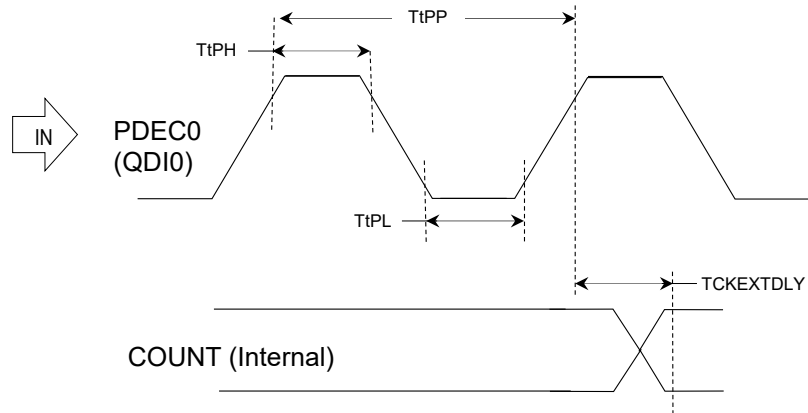 TtPP
TtPH
IN
PDEC0
(QDI0)
TtPL
TCKEXTDLY
COUNT (Internal)